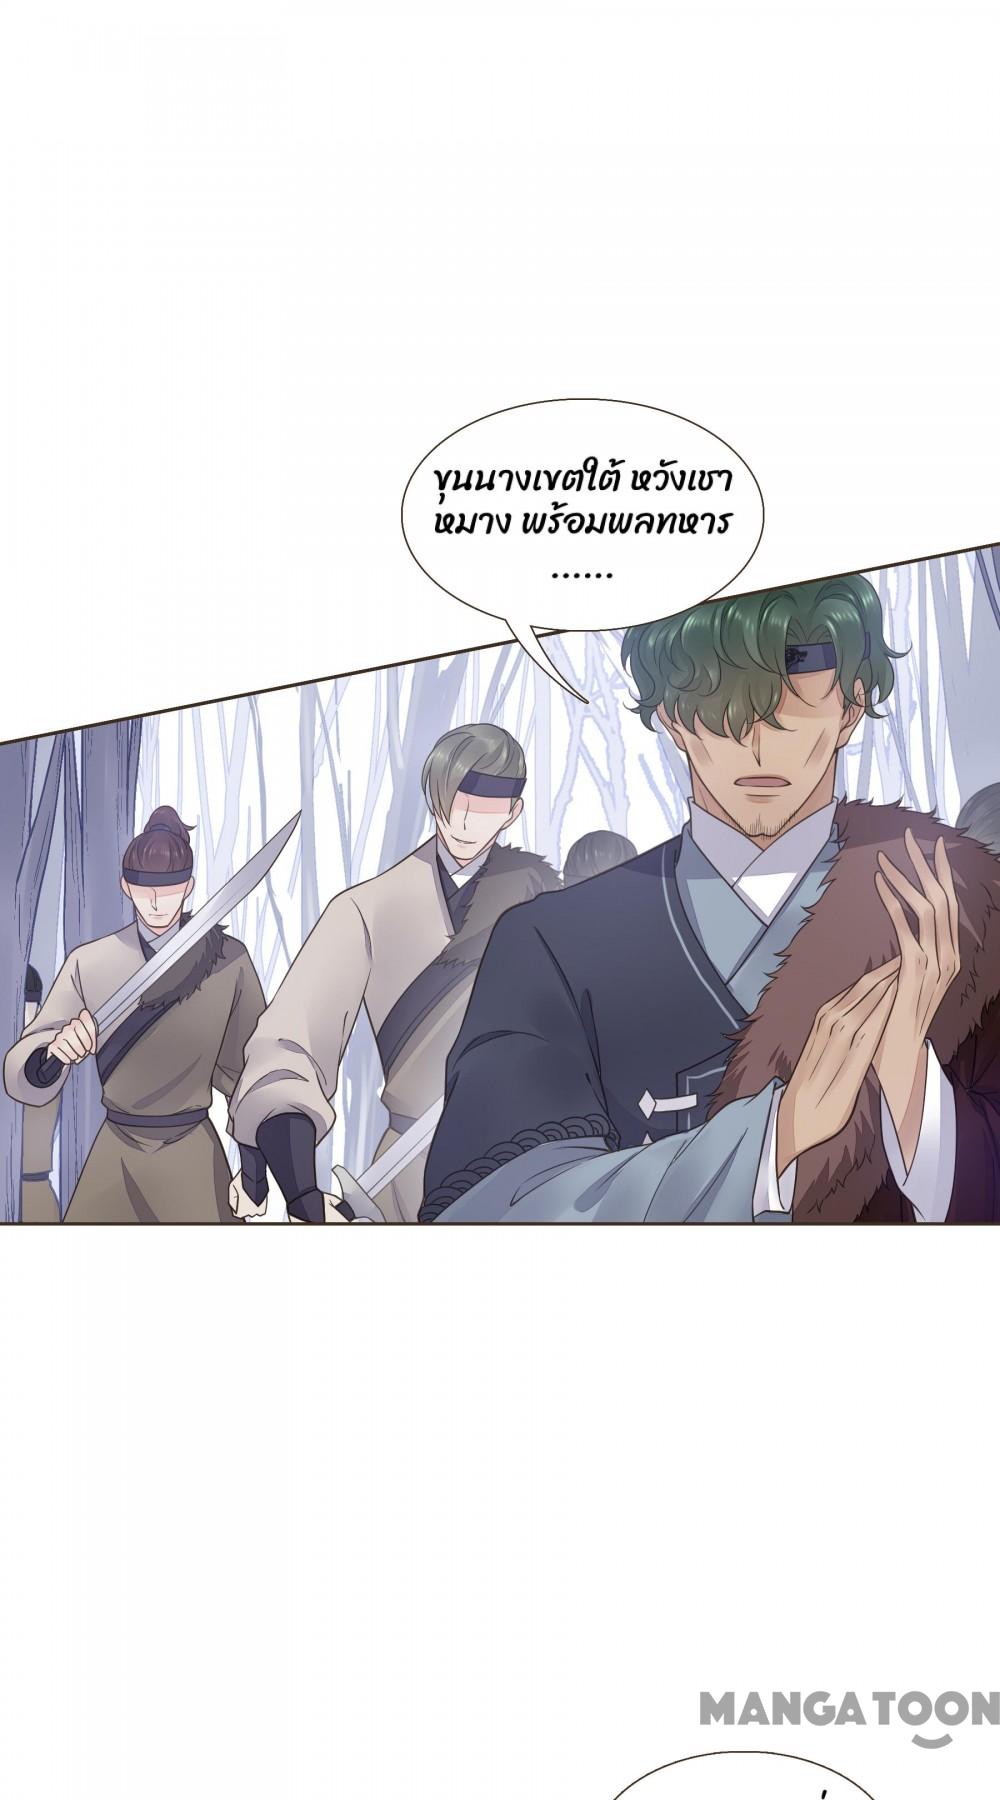 ขุนนางเขตใต้ หวังเชา
หมาง พร้อมพลทหาร
......
MANGATOON